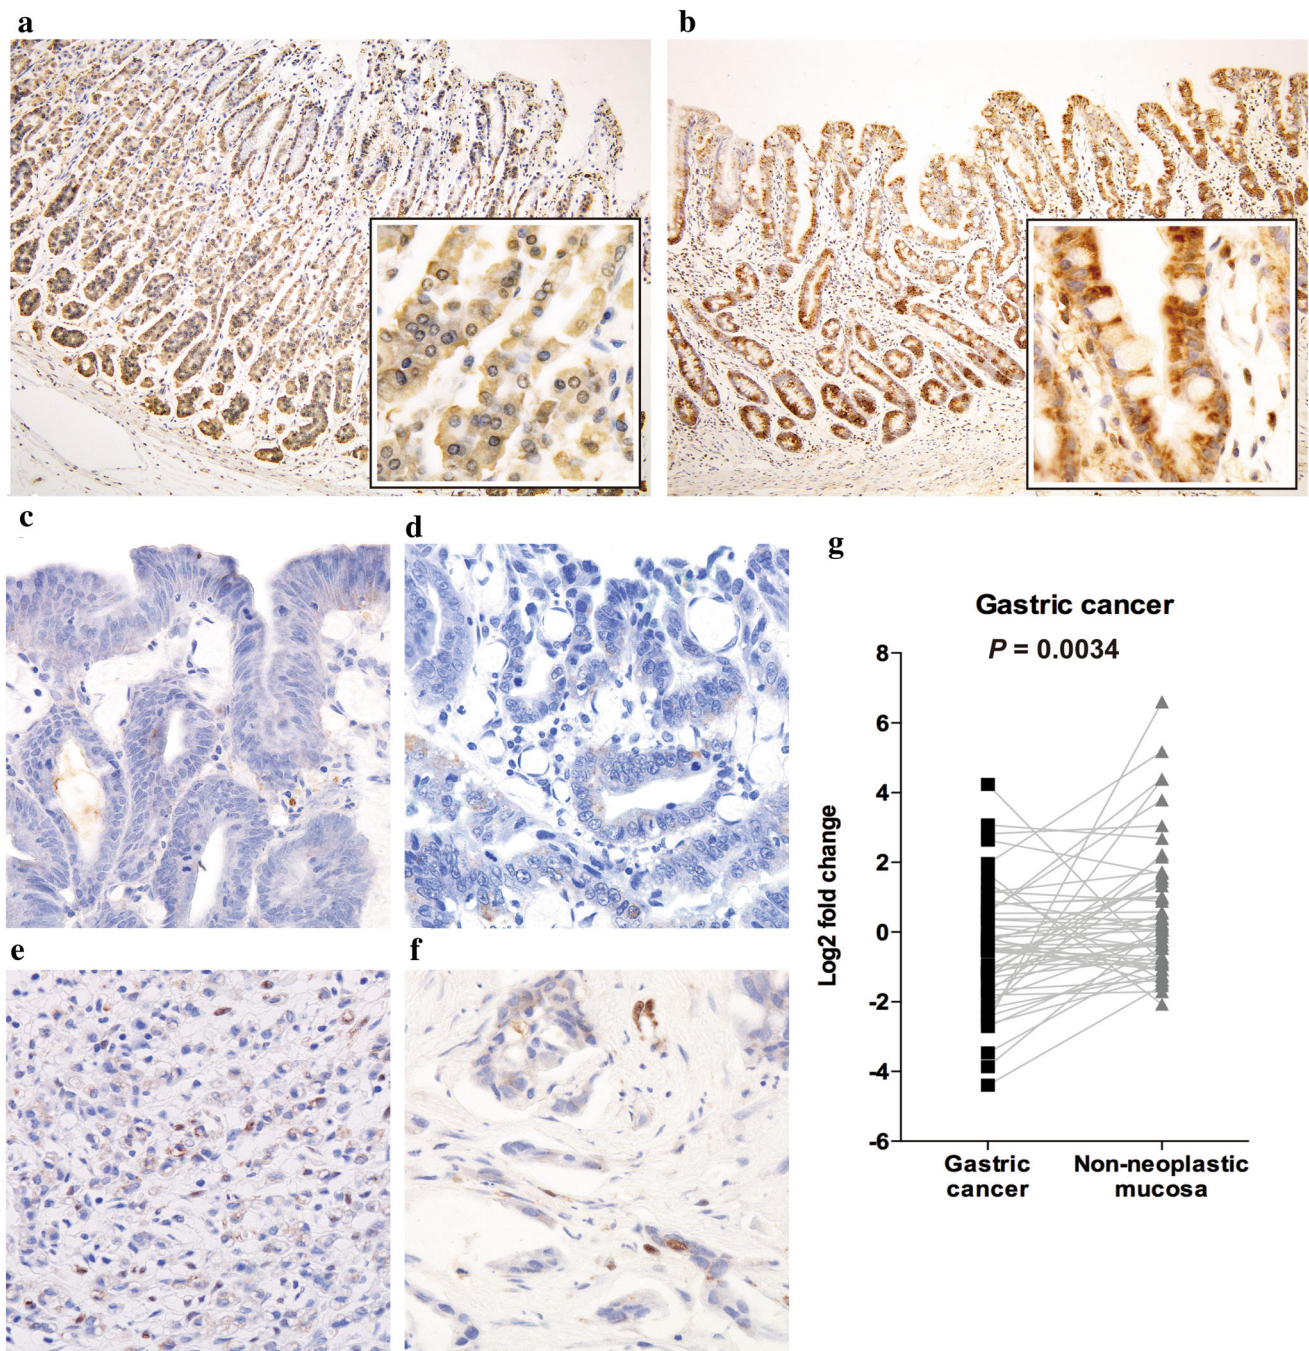 a
b
c
d
e
f
g
Gastric cancer
P = 0.0034
Log2 fold change
8
6
4
2
0
-2
-4
-6
Gastric
cancer
Non-neoplastic
mucosa